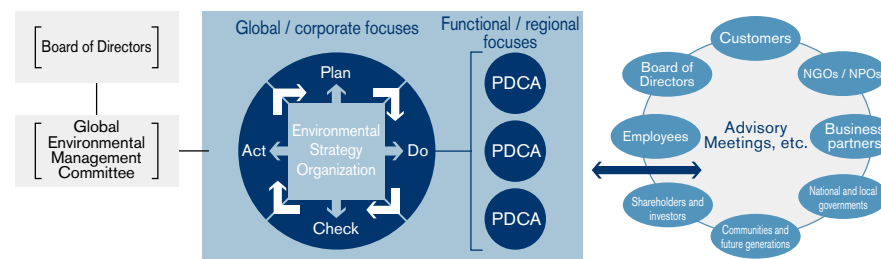 Board of Directors
Global
Environmental
Management
Committee
Global / corporate focuses
Plan
Act
Environmental
Strategy
Organization
Do
Check
Functional / regional
focuses
PDCA
PDCA
PDCA
Customers
Board of
Directors
NGOs / NPOs
Employees
Advisory
Meetings, etc.
Business
partners
Shareholders and
investors
National and local
governments
Communities and
future generations